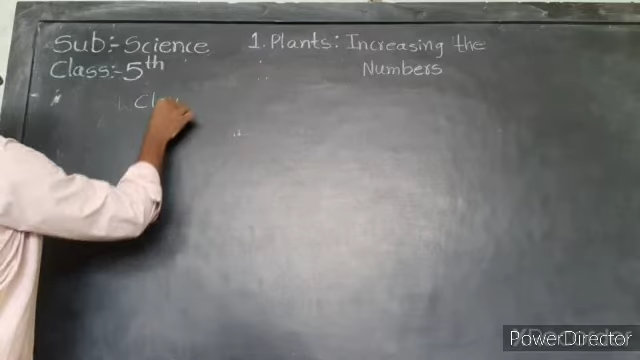 Sub:- Science
Class:- 5th
1. Plants: Increasing the
Numbers
PowerDirector